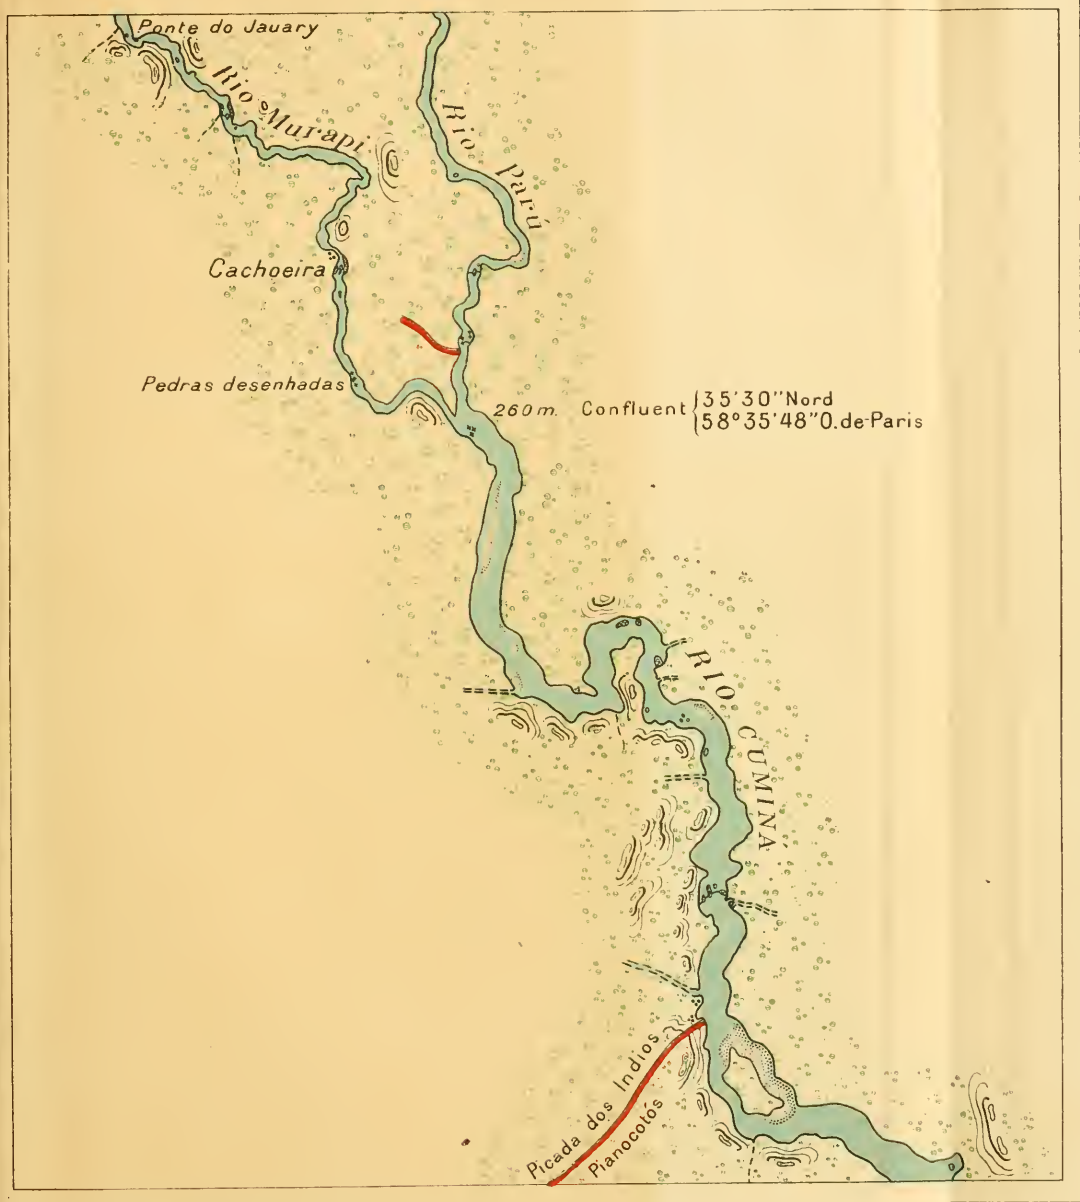 Ponte do Jauary
Rio Murapi
Rio Parú
Cachoeira
Pedras desenhadas
260 m. Confluent { 35'30" Nord
58°35'48" O. de-Paris
RIO CUMINÁ
Picada dos Indios
Pianocotós